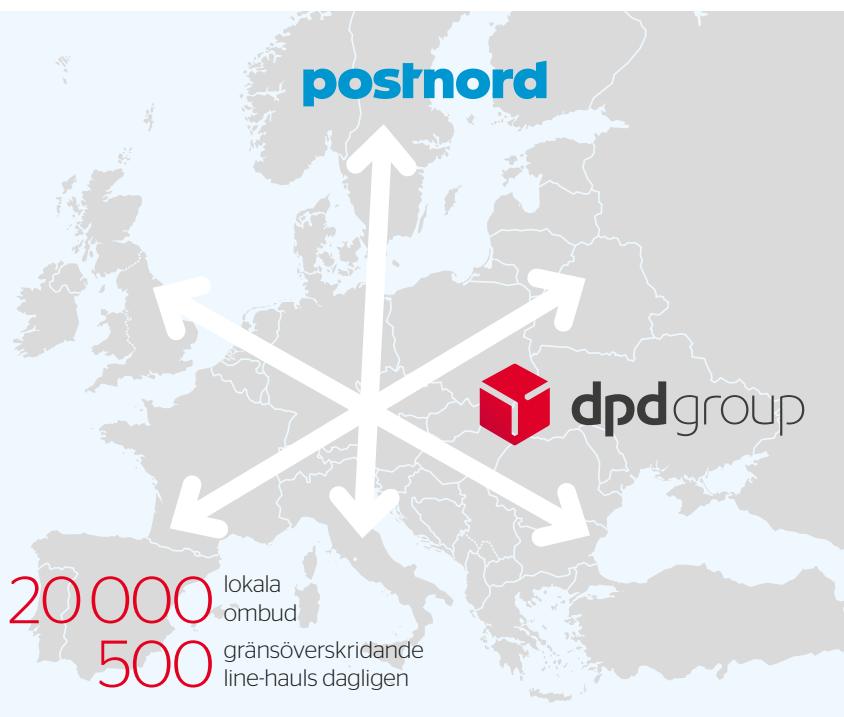 postnord
dpdgroup
20 000 lokala
ombud
500 gränsöverskridande
line-hauls dagligen